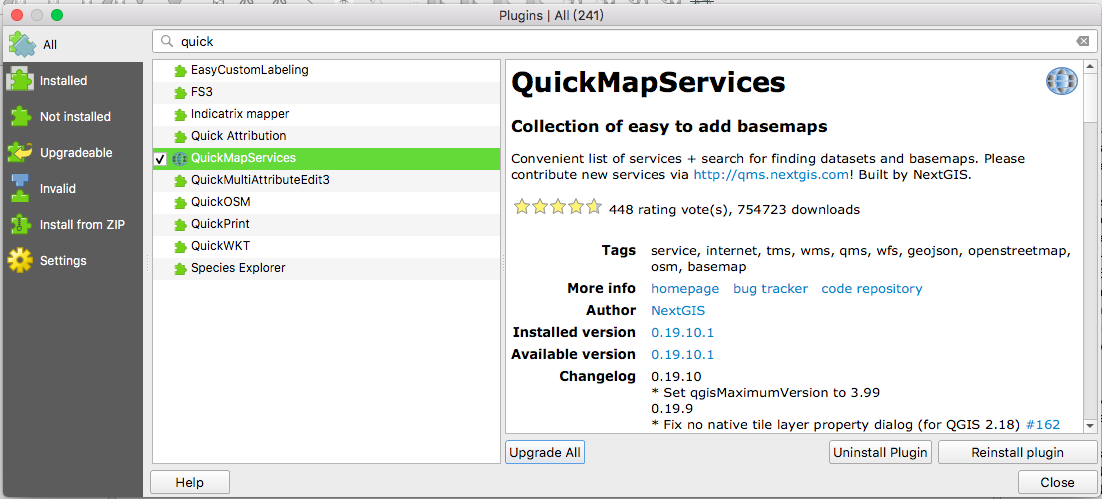 Plugins | All (241)
All
Installed
Not installed
Upgradeable
Invalid
Install from ZIP
Settings
quick
EasyCustomLabeling
FS3
Indicatrix mapper
Quick Attribution
QuickMapServices
QuickMultiAttributeEdit3
QuickOSM
QuickPrint
QuickWKT
Species Explorer
QuickMapServices
Collection of easy to add basemaps
Convenient list of services + search for finding datasets and basemaps. Please
contribute new services via http://qms.nextgis.com! Built by NextGIS.
448 rating vote(s), 754723 downloads
Tags service, internet, tms, wms, qms, wfs, geojson, openstreetmap,
osm, basemap
More info homepage bug tracker code repository
Author NextGIS
Installed version 0.19.10.1
Available version 0.19.10.1
Changelog 0.19.10
* Set qgisMaximumVersion to 3.99
0.19.9
* Fix no native tile layer property dialog (for QGIS 2.18) #162
Upgrade All Uninstall Plugin Reinstall plugin
Help Close